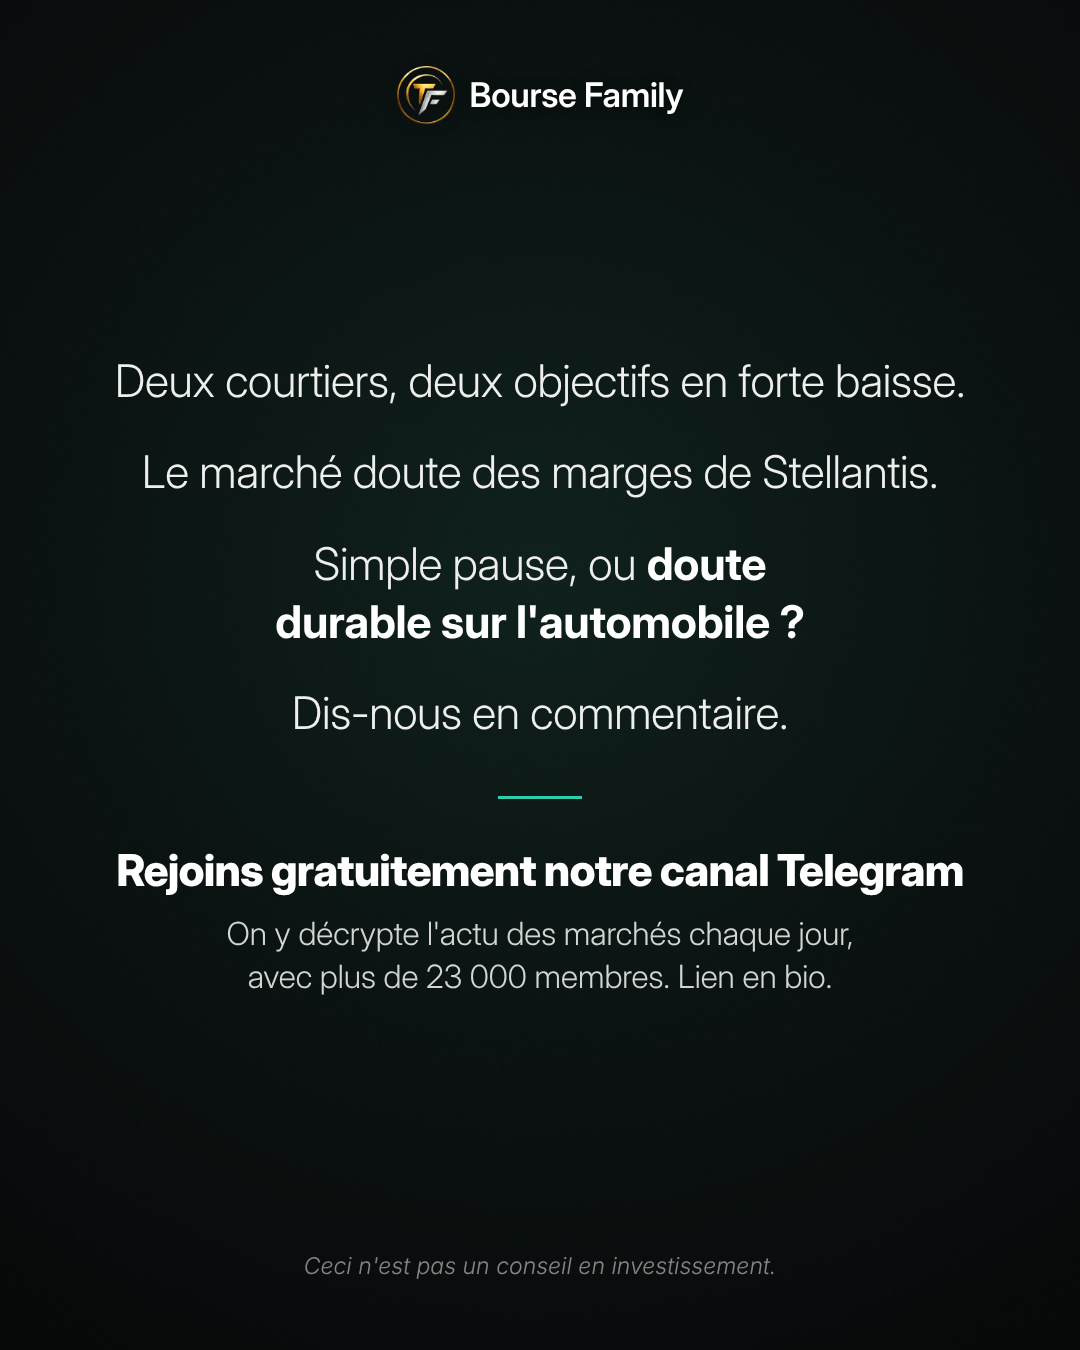 TF Bourse Family
Deux courtiers, deux objectifs en forte baisse.
Le marché doute des marges de Stellantis.
Simple pause, ou doute
durable sur l'automobile ?
Dis-nous en commentaire.
Rejoins gratuitement notre canal Telegram
On y décrypte l'actu des marchés chaque jour,
avec plus de 23 000 membres. Lien en bio.
Ceci n'est pas un conseil en investissement.